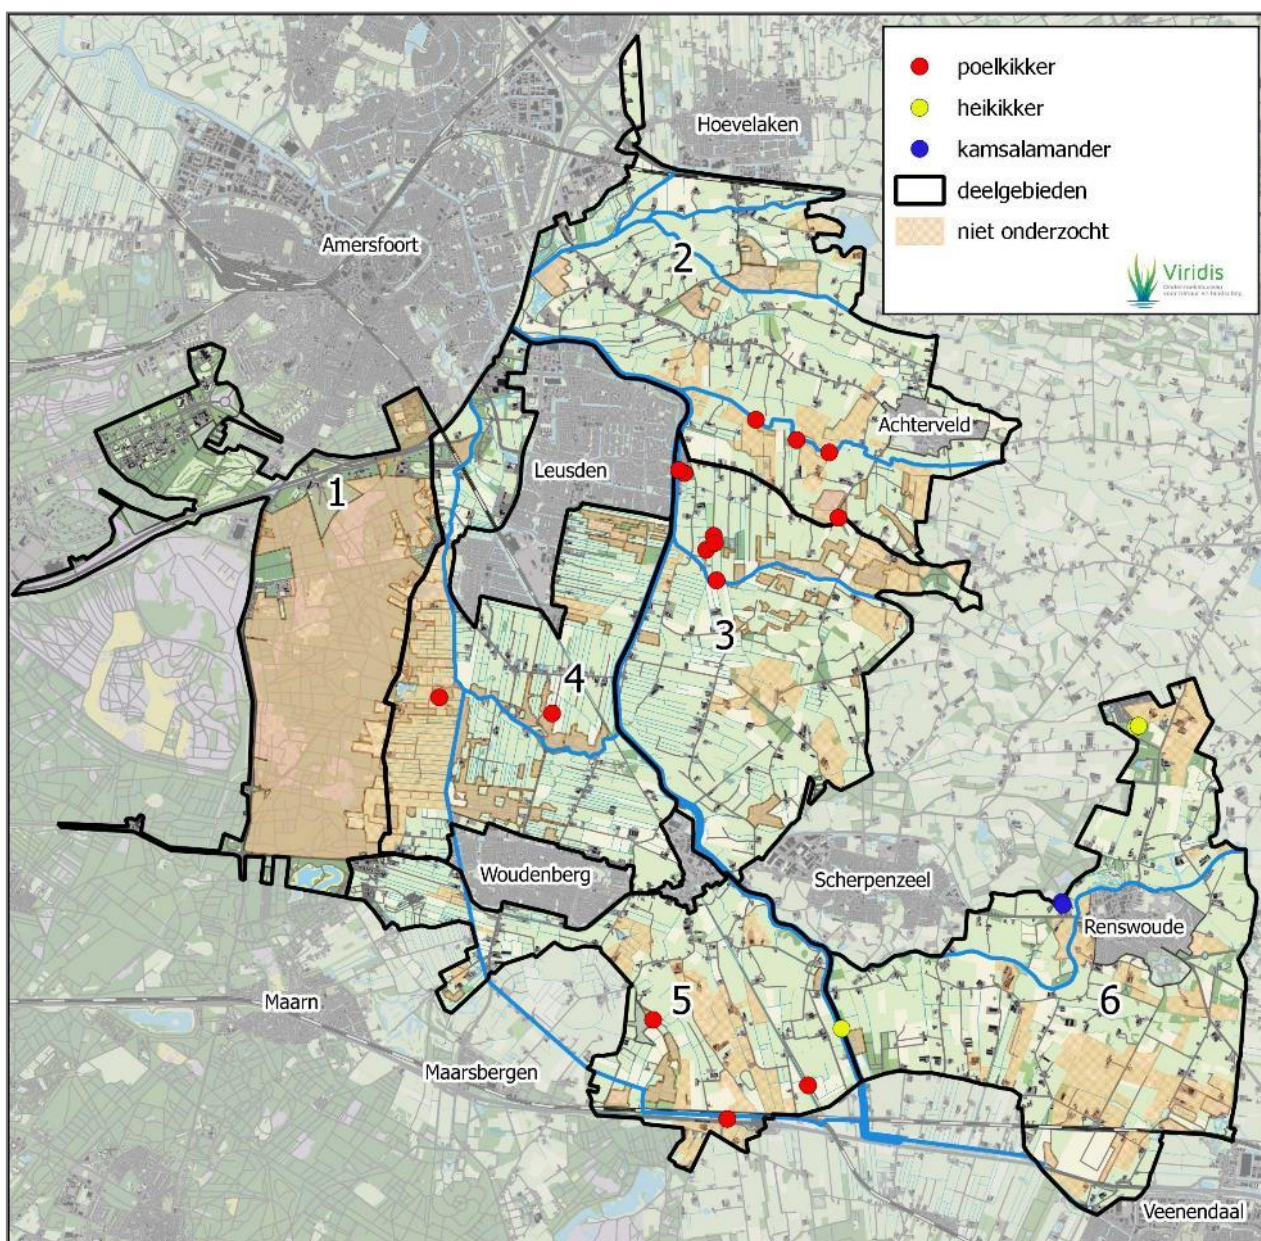 poelkikker
heikikker
kamsalamander
deelgebieden
niet onderzocht
Viridis
Hoevelaken
Amersfoort
2
Achterveld
Leusden
1
3
4
Woudenberg
Scherpenzeel
Renswoude
Maarn
5
6
Maarsbergen
Veenendaal